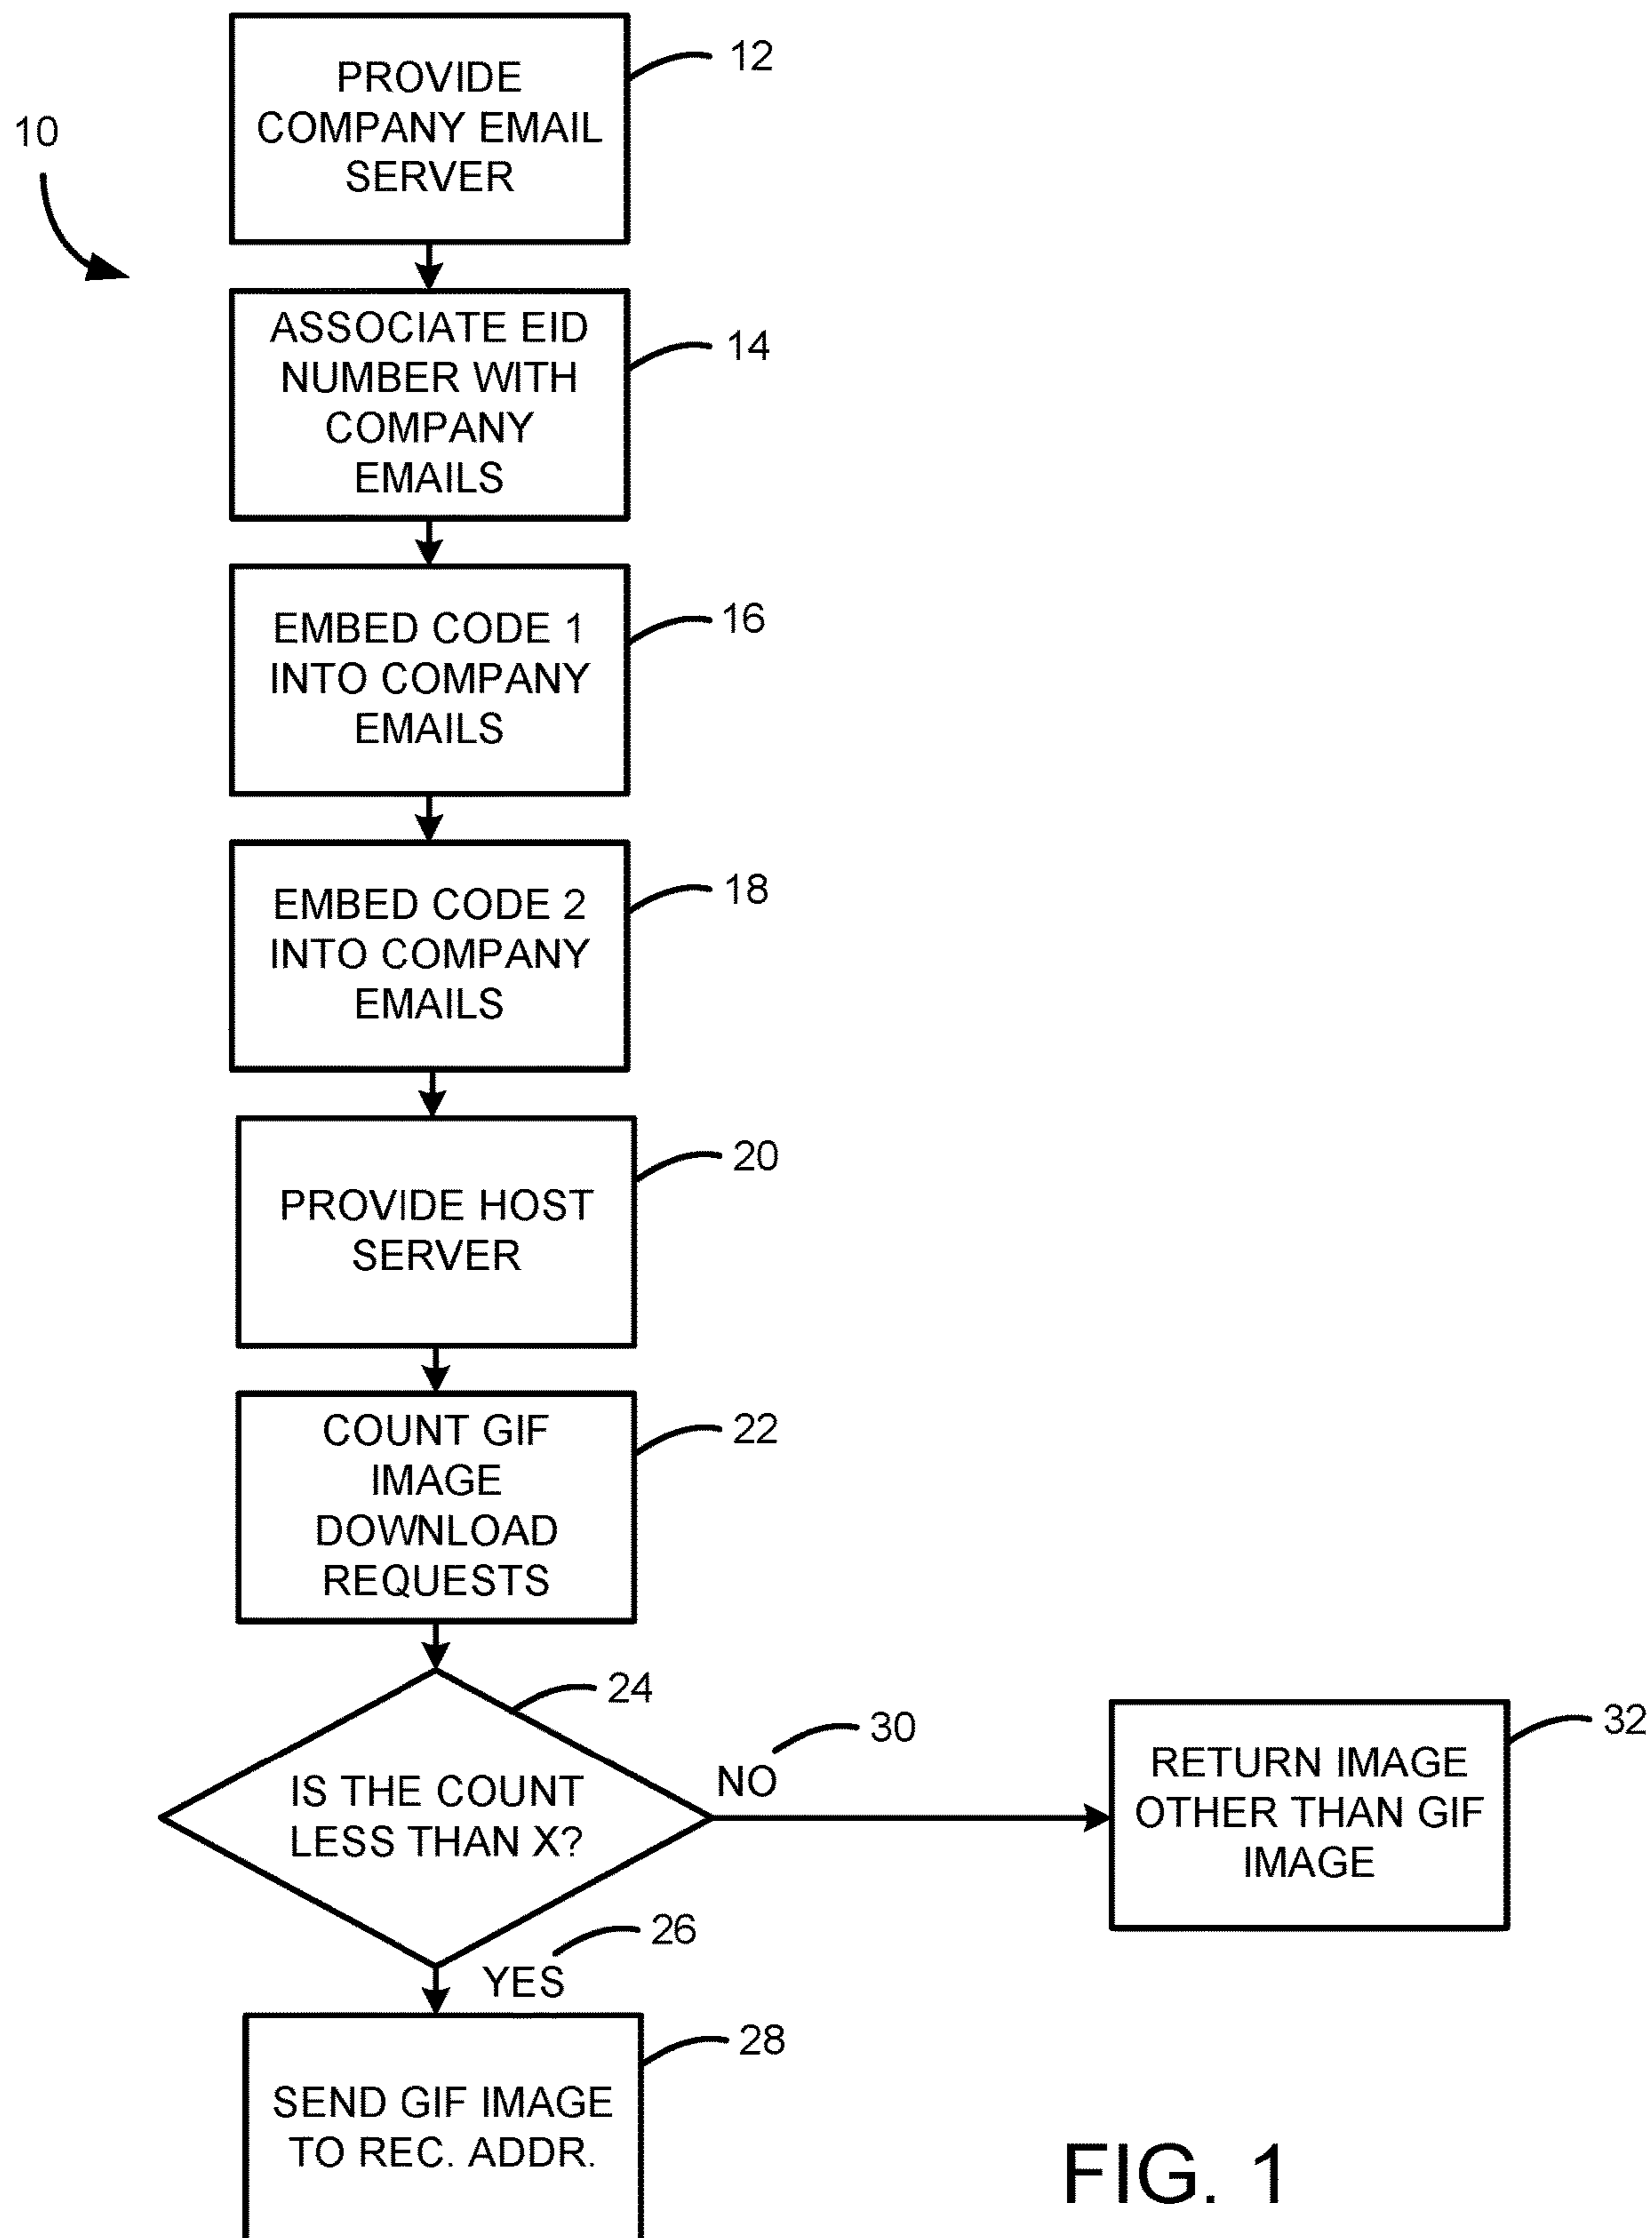 PROVIDE
COMPANY EMAIL
SERVER
12
10
ASSOCIATE EID
NUMBER WITH
COMPANY
EMAILS
14
EMBED CODE 1
INTO COMPANY
EMAILS
16
EMBED CODE 2
INTO COMPANY
EMAILS
18
PROVIDE HOST
SERVER
20
COUNT GIF
IMAGE
DOWNLOAD
REQUESTS
22
IS THE COUNT
LESS THAN X?
24
NO
30
RETURN IMAGE
OTHER THAN GIF
IMAGE
32
YES
26
SEND GIF IMAGE
TO REC. ADDR.
28
FIG. 1